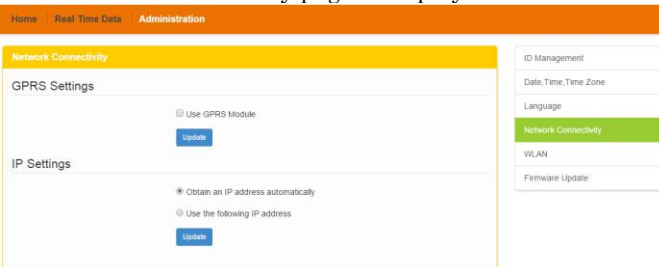 Home Real Time Data Administration
Network Connectivity
GPRS Settings
Use GPRS Module
Update
IP Settings
Obtain an IP address automatically
Use the following IP address
Update
ID Management
Date,Time,Time Zone
Language
Network Connectivity
WLAN
Firmware Update